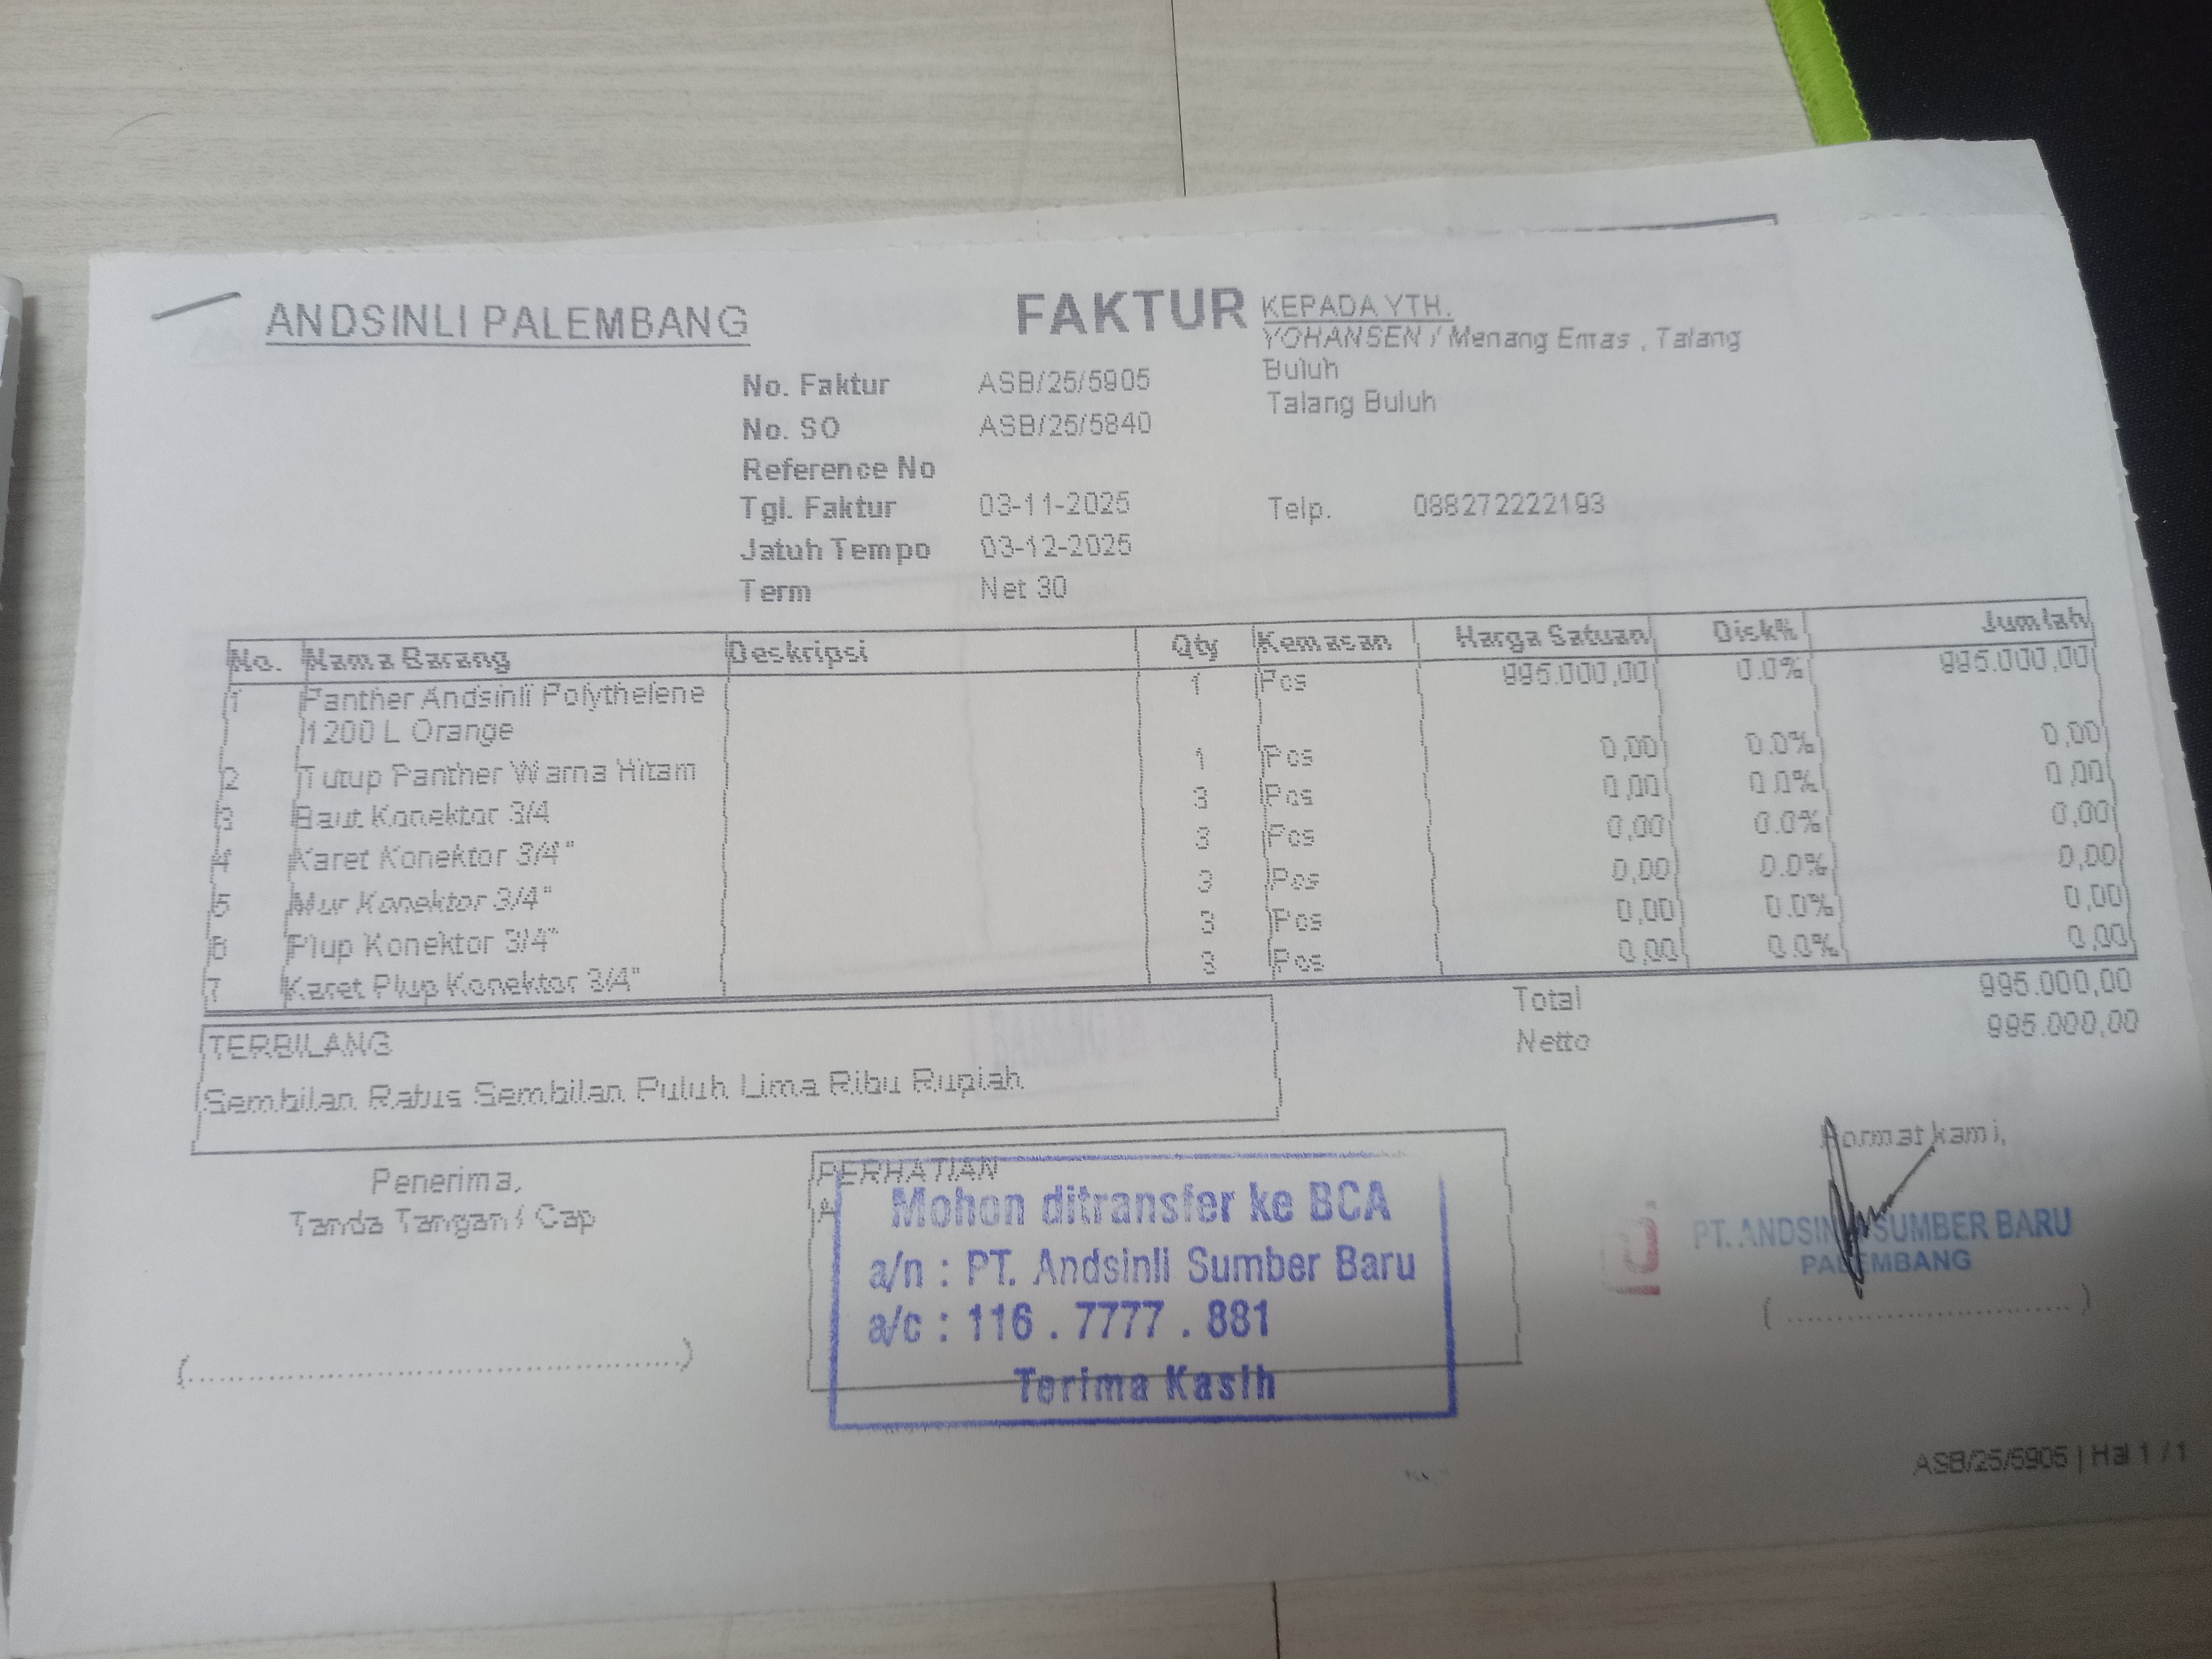 ANDSINLI PALEMBANG
FAKTUR
KEPADA YTH.
YOHANSEN / Menang Emas , Talang
Buluh
Talang Buluh
No. Faktur ASB/25/5905
No. SO ASB/25/5840
Reference No
Tgl. Faktur 03-11-2025
Telp. 088272222193
Jatuh Tempo 03-12-2025
Term Net 30
No. Nama Barang Deskripsi Qty Kemasan Harga Satuan Disk% Jumlah
1 Panther Andsinli Polythelene 1 Pcs 995.000,00 0.0% 995.000,00
1200 L Orange
2 Tutup Panther Warna Hitam 1 Pcs 0,00 0.0% 0,00
3 Baut Konektor 3/4 3 Pcs 0,00 0.0% 0,00
4 Karet Konektor 3/4" 3 Pcs 0,00 0.0% 0,00
5 Mur Konektor 3/4" 3 Pcs 0,00 0.0% 0,00
6 Plup Konektor 3/4" 3 Pcs 0,00 0.0% 0,00
7 Karet Plup Konektor 3/4" 3 Pcs 0,00 0.0% 0,00
Total 995.000,00
Netto 995.000,00
TERBILANG
Sembilan Ratus Sembilan Puluh Lima Ribu Rupiah
Penerima,
Tanda Tangan / Cap
PERHATIAN
Mohon ditransfer ke BCA
a/n : PT. Andsinli Sumber Baru
a/c : 116 . 7777 . 881
Terima Kasih
Hormat kami,
PT. ANDSINLI SUMBER BARU
PALEMBANG
ASB/25/5905 | Hal 1 / 1